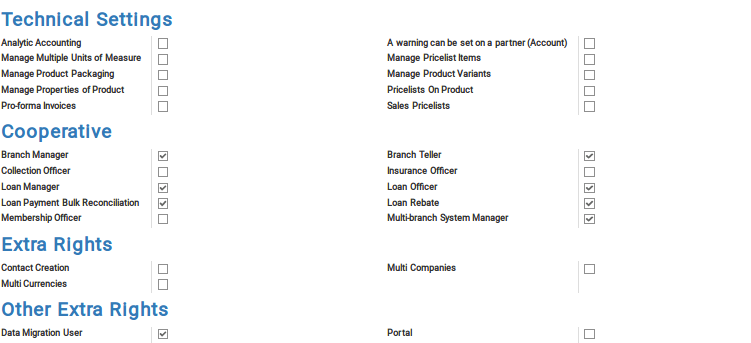 Technical Settings
Analytic Accounting
A warning can be set on a partner (Account)
Manage Multiple Units of Measure
Manage Pricelist Items
Manage Product Packaging
Manage Product Variants
Manage Properties of Product
Pricelists On Product
Pro-forma Invoices
Sales Pricelists
Cooperative
Branch Manager
Branch Teller
Collection Officer
Insurance Officer
Loan Manager
Loan Officer
Loan Payment Bulk Reconciliation
Loan Rebate
Membership Officer
Multi-branch System Manager
Extra Rights
Contact Creation
Multi Companies
Multi Currencies
Other Extra Rights
Data Migration User
Portal